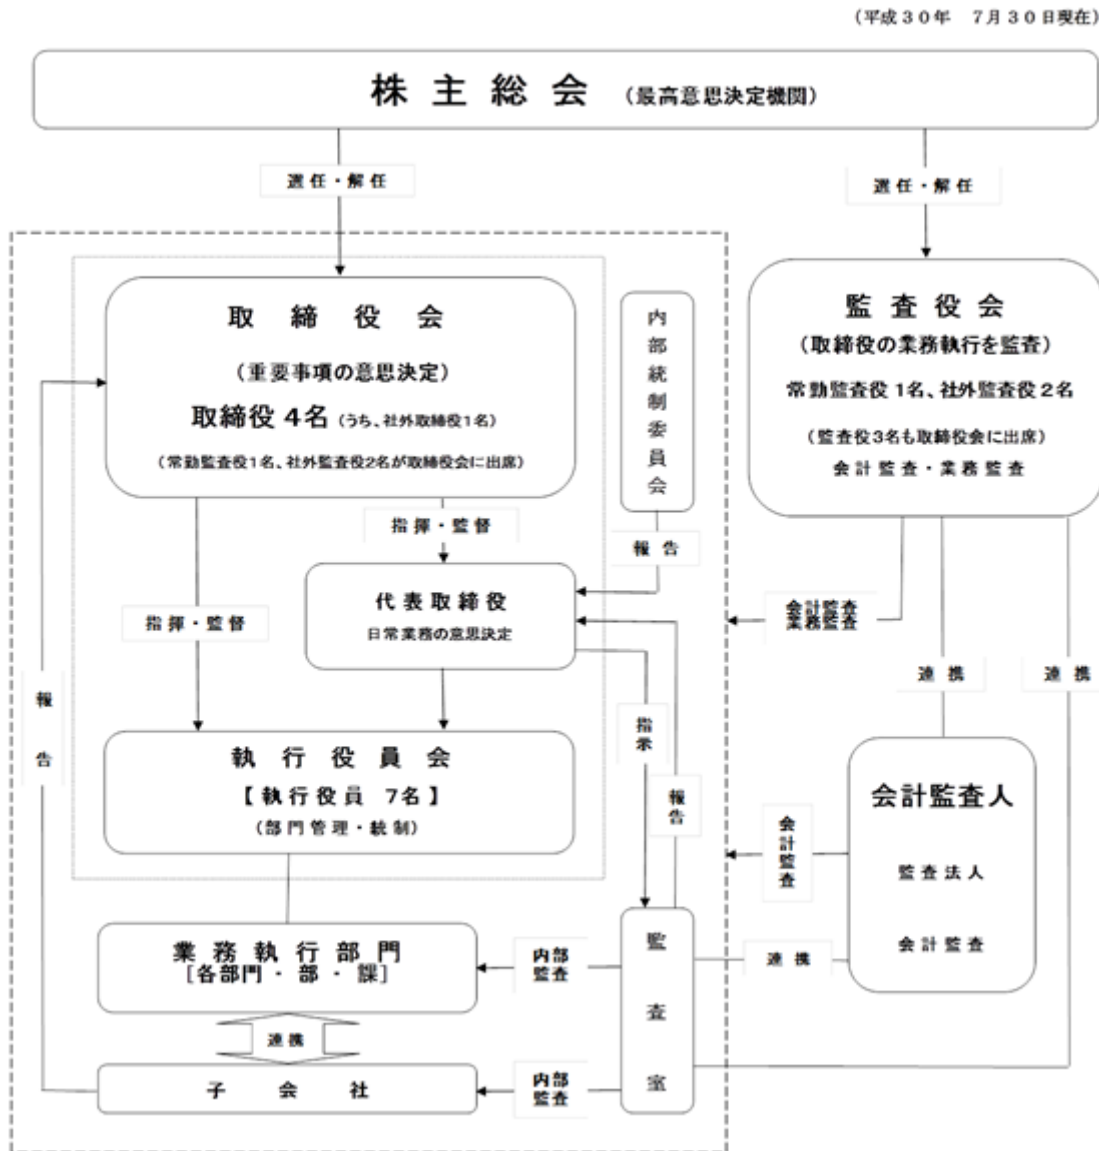 (平成30年 7月30日現在)
株主総会 (最高意思決定機関)
選任・解任
選任・解任
取締役会
(重要事項の意思決定)
取締役 4名 (うち、社外取締役1名)
(常勤監査役1名、社外監査役2名が取締役会に出席)
内部統制委員会
監査役会
(取締役の業務執行を監査)
常勤監査役 1名、社外監査役 2名
(監査役3名も取締役会に出席)
会計監査・業務監査
指揮・監督
報告
代表取締役
日常業務の意思決定
指揮・監督
会計監査
業務監査
連携
連携
報告
指示
執行役員会
【執行役員 7名】
(部門管理・統制)
報告
会計監査
会計監査人
監査法人
会計監査
業務執行部門
[各部門・部・課]
内部
監査
監査室
連携
連携
子会社
内部
監査